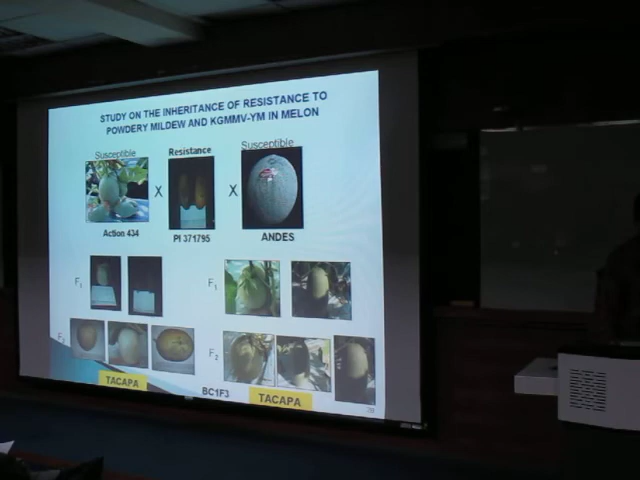 STUDY ON THE INHERITANCE OF RESISTANCE TO
POWDERY MILDEW AND KGMMV-YM IN MELON
Susceptible Resistance Susceptible
X X
Action 434 PI 371795 ANDES
F1 F1
F2 F2
TACAPA BC1F3 TACAPA